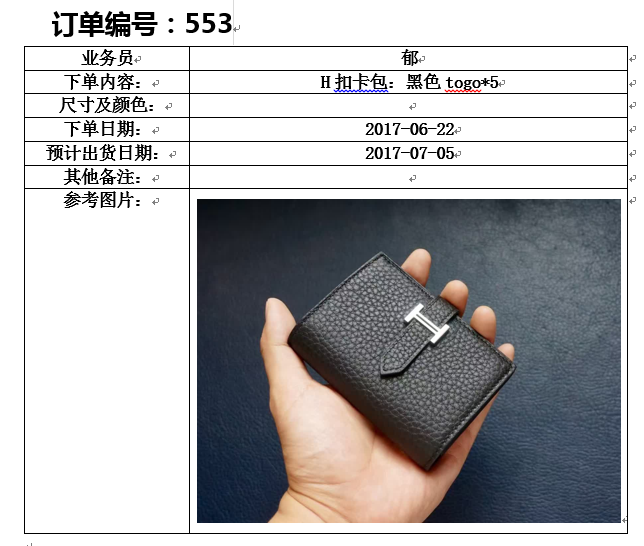 订单编号：553
业务员 郁
下单内容： H扣卡包：黑色togo*5
尺寸及颜色：
下单日期： 2017-06-22
预计出货日期： 2017-07-05
其他备注：
参考图片：